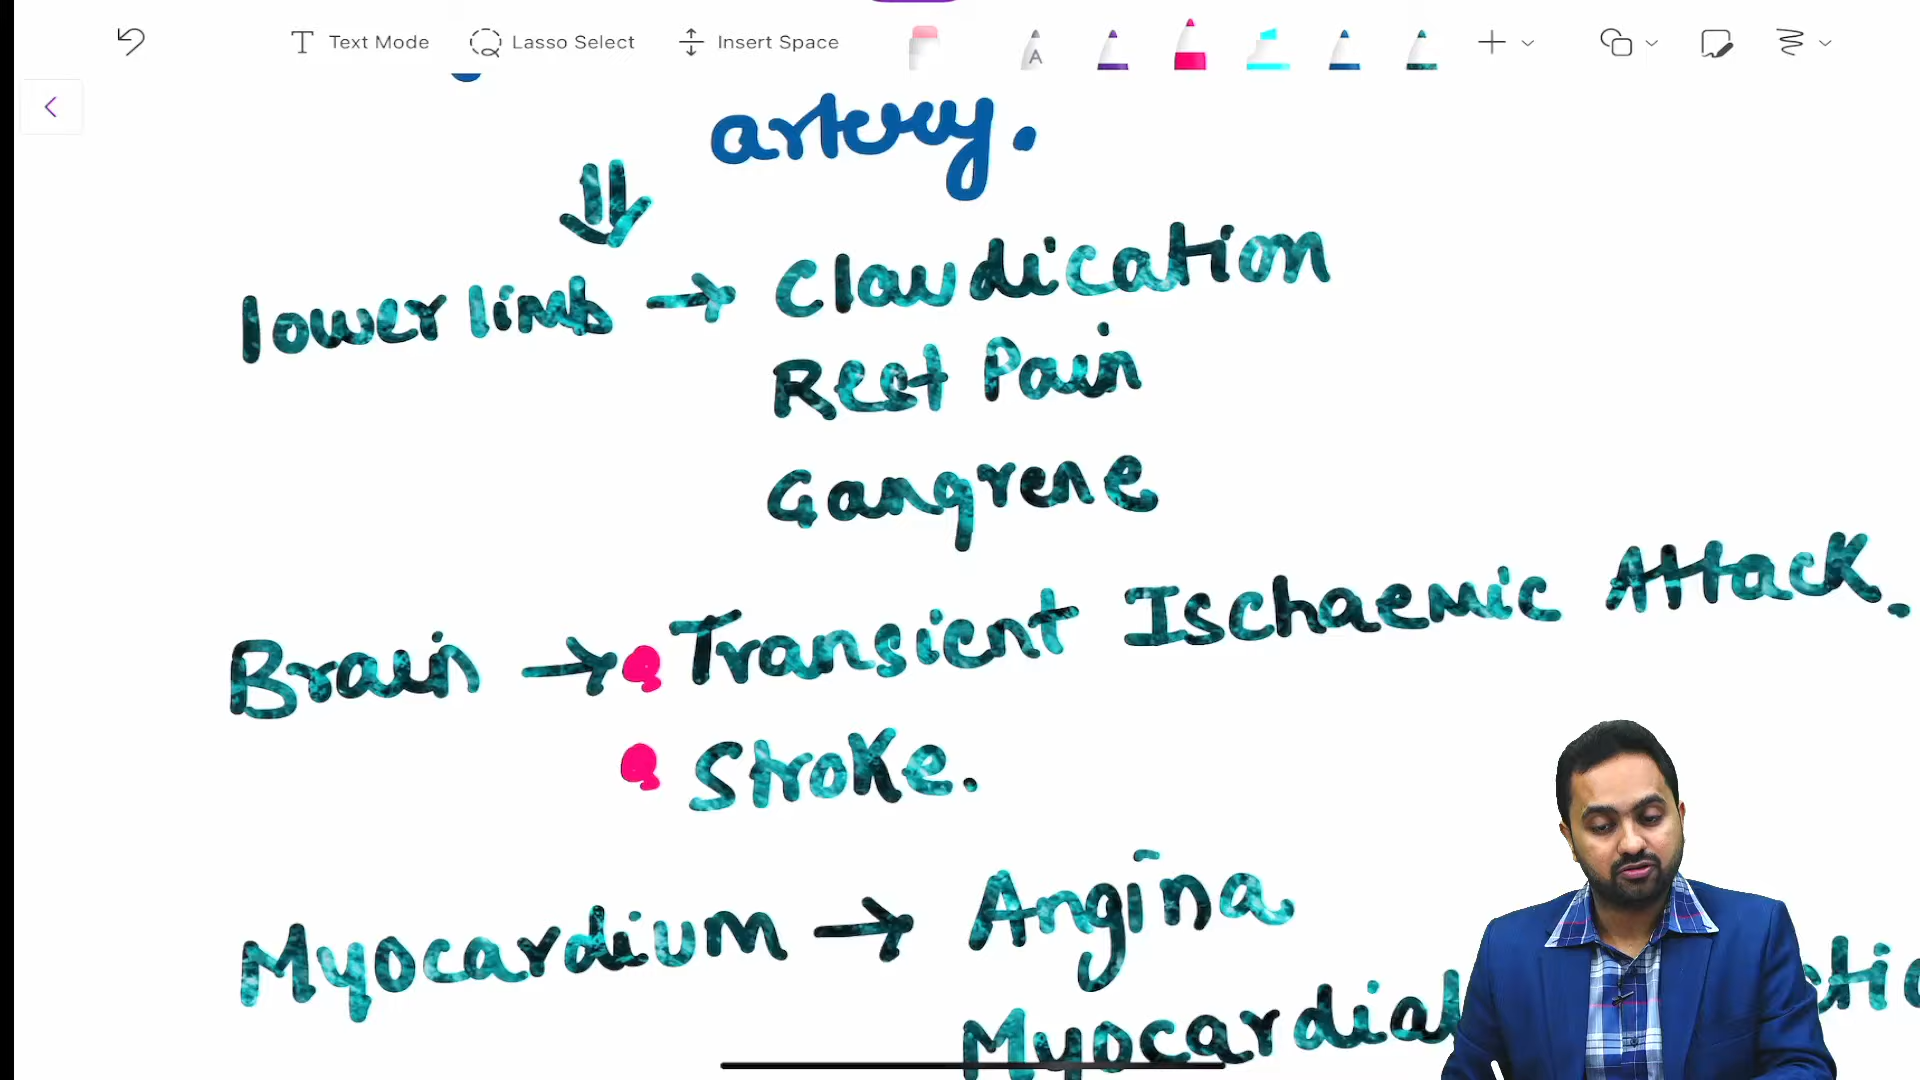 Text Mode Lasso Select Insert Space
A
artery.
lower limb → Claudication
Rest Pain
Gangrene
Brain → Transient Ischaemic Attack.
Stroke.
Myocardium → Angina
Myocardial